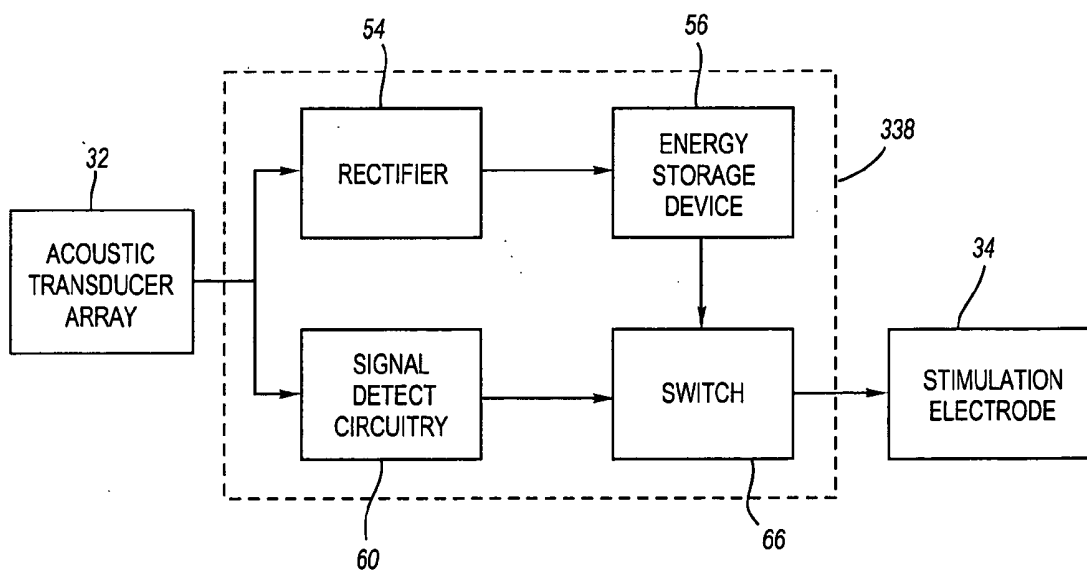 54
56
338
32
RECTIFIER
ENERGY
STORAGE
DEVICE
ACOUSTIC
TRANSDUCER
ARRAY
34
SIGNAL
DETECT
CIRCUITRY
SWITCH
STIMULATION
ELECTRODE
60
66